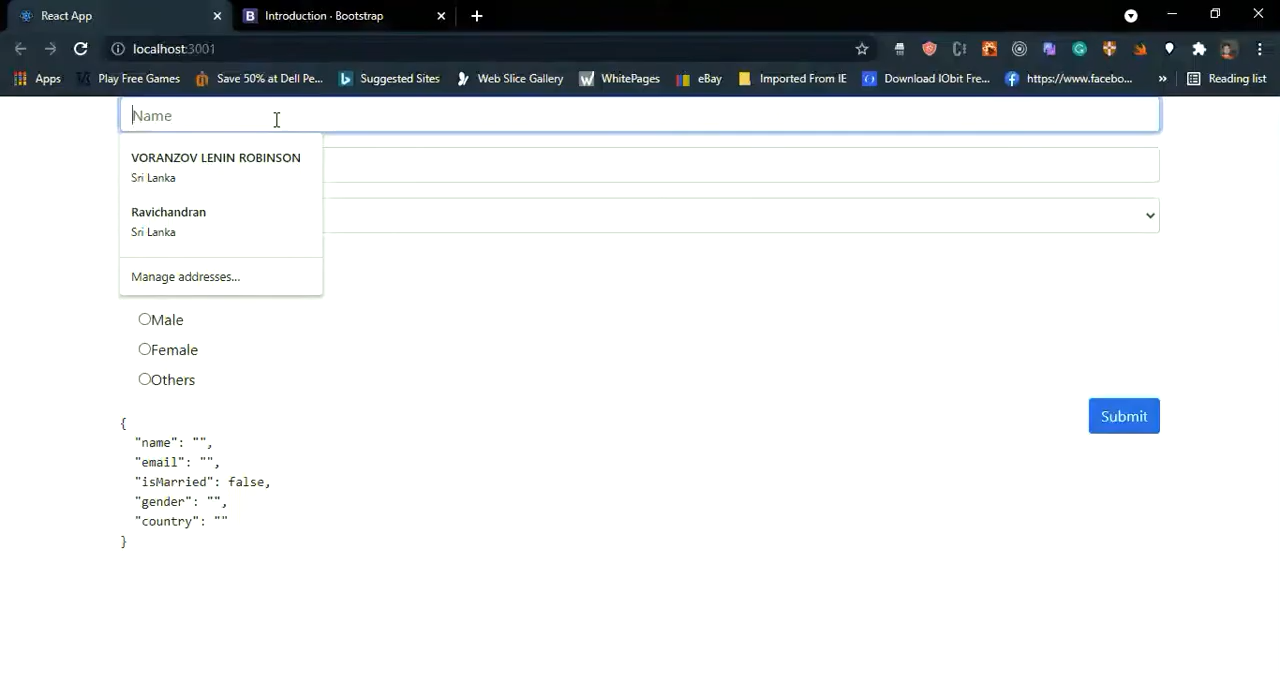 React App
Introduction · Bootstrap
localhost:3001
Apps
Play Free Games
Save 50% at Dell Pe...
Suggested Sites
Web Slice Gallery
WhitePages
eBay
Imported From IE
Download IObit Fre...
https://www.facebo...
»
Reading list
Name
VORANZOV LENIN ROBINSON
Sri Lanka
Ravichandran
Sri Lanka
Manage addresses...
Male
Female
Others
Submit
{
"name": "",
"email": "",
"isMarried": false,
"gender": "",
"country": ""
}